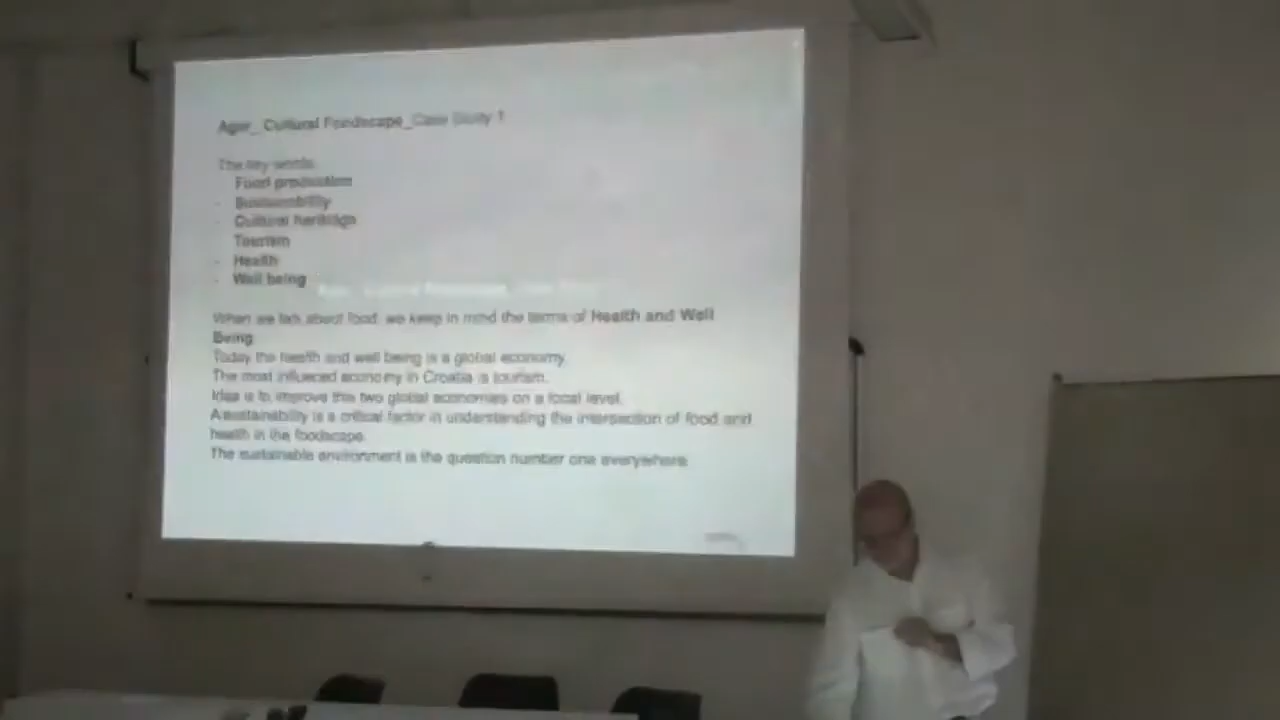 Ager_ Cultural Foodscape_Case Study 1
The key words:
Food production
- Sustainability
- Cultural heritage
Tourism
- Health
- Well being
When we talk about food, we keep in mind the terms of Health and Well
Being
Today the health and well being is a global economy.
The most influeced economy in Croatia is tourism.
Idea is to improve this two global economies on a local level.
A sustainability is a critical factor in understanding the intersection of food and
health in the foodscape.
The sustainable environment is the question number one everywhere.